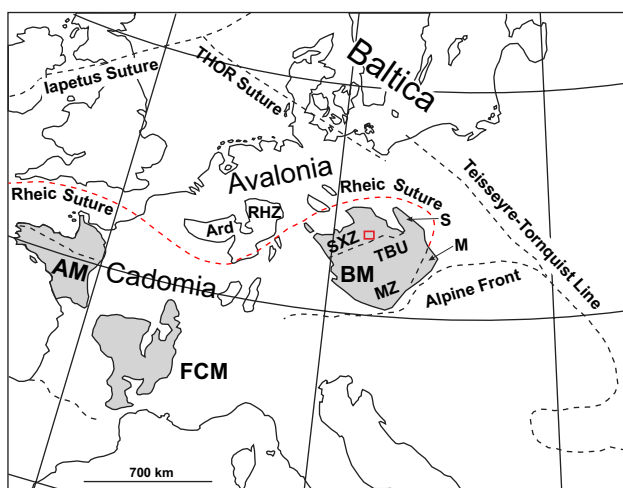 Iapetus Suture
THOR Suture
Baltica
Avalonia
Teisseyre-Tornquist Line
Rheic Suture
Rheic Suture
RHZ
Ard
S
SXZ
TBU
M
AM
Cadomia
BM
MZ
Alpine Front
FCM
700 km